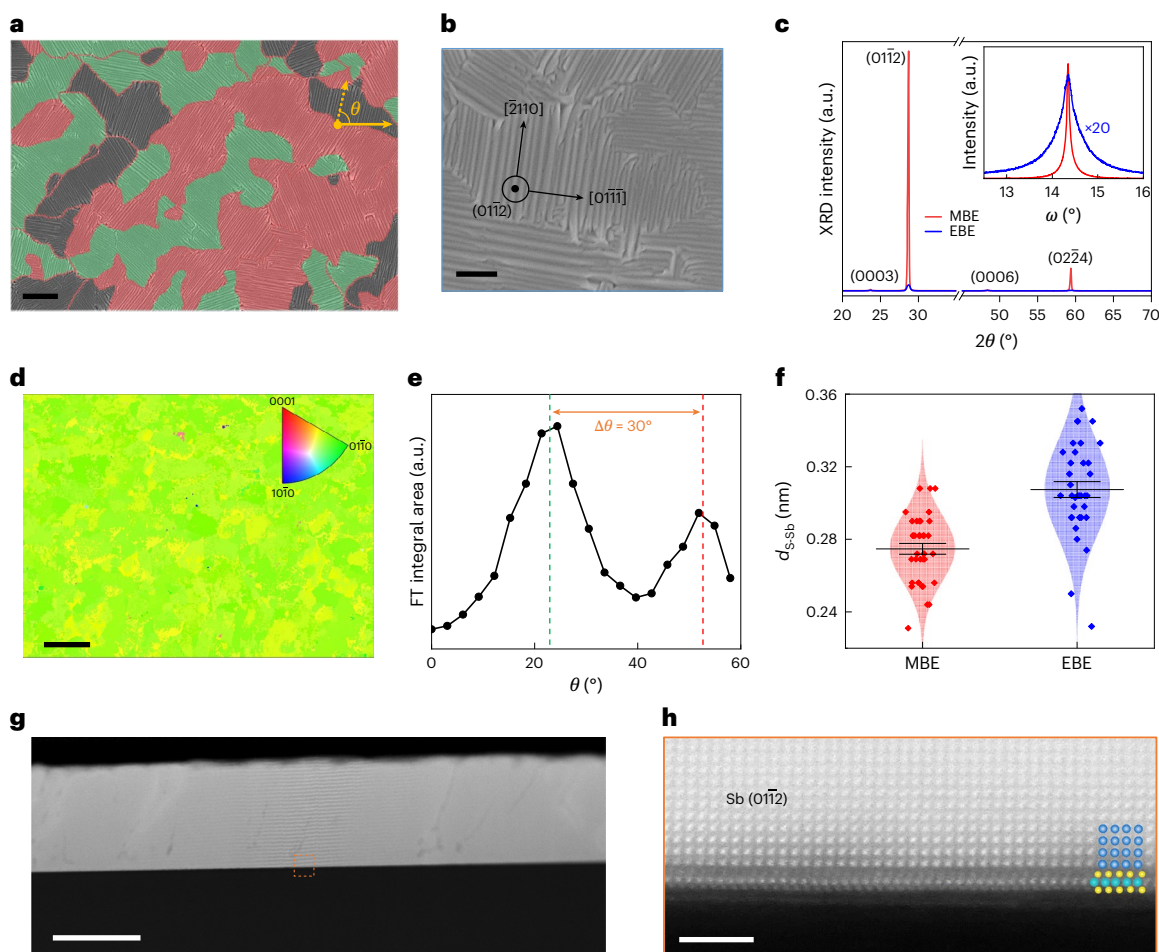 a
θ
b
[2̄110]
(011̄2)
[011̄1̄]
c
XRD intensity (a.u.)
(011̄2)
(0003)
(0006)
(022̄4)
MBE
EBE
20
25
30
50
55
60
65
70
2θ (°)
Intensity (a.u.)
×20
13
14
15
16
ω (°)
d
0001
011̄0
101̄0
e
FT integral area (a.u.)
Δθ = 30°
0
20
40
60
θ (°)
f
dS-Sb (nm)
0.36
0.32
0.28
0.24
MBE
EBE
g
h
Sb (011̄2)